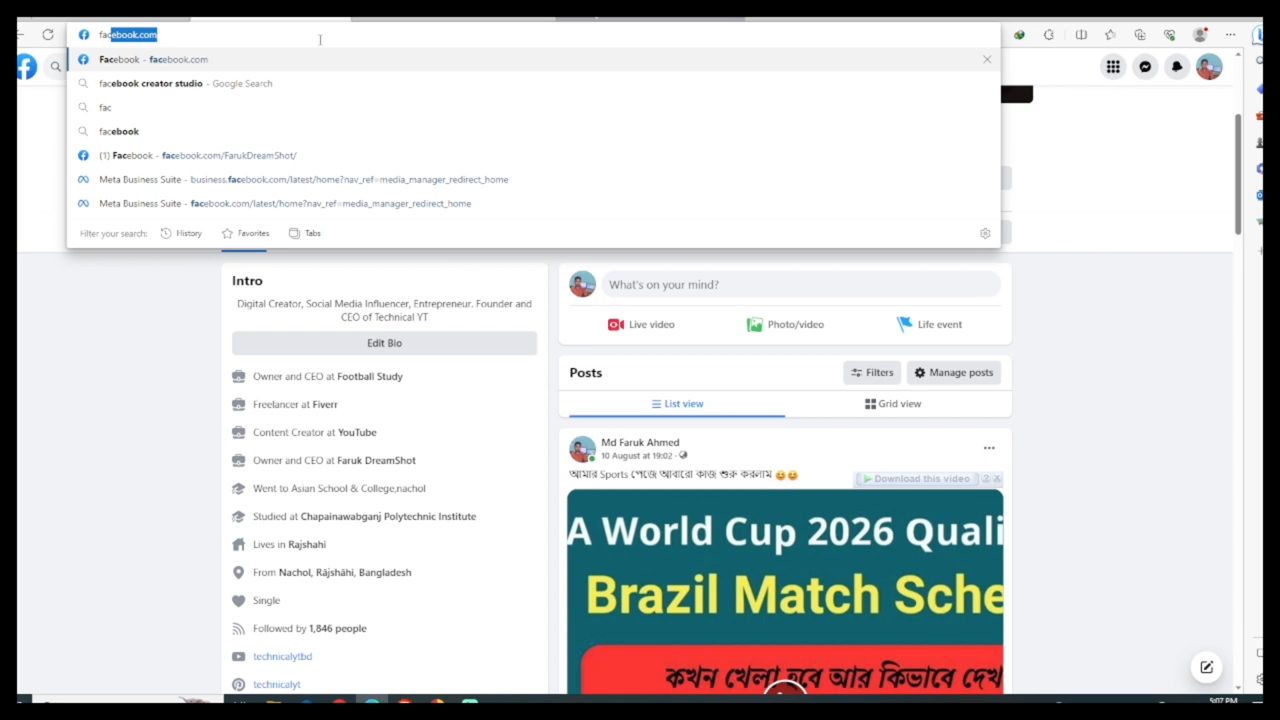 facebook.com
Facebook - facebook.com
facebook creator studio - Google Search
fac
facebook
(1) Facebook - facebook.com/FarukDreamShot/
Meta Business Suite - business.facebook.com/latest/home?nav_ref=media_manager_redirect_home
Meta Business Suite - facebook.com/latest/home?nav_ref=media_manager_redirect_home
Filter your search: History Favorites Tabs
Intro
Digital Creator, Social Media Influencer, Entrepreneur. Founder and
CEO of Technical YT
Edit Bio
Owner and CEO at Football Study
Freelancer at Fiverr
Content Creator at YouTube
Owner and CEO at Faruk DreamShot
Went to Asian School & College,nachol
Studied at Chapainawabganj Polytechnic Institute
Lives in Rajshahi
From Nachol, Rājshāhi, Bangladesh
Single
Followed by 1,846 people
technicalytbd
technicalyt
What's on your mind?
Live video Photo/video Life event
Posts Filters Manage posts
List view Grid view
Md Faruk Ahmed
10 August at 19:02 ·
আমার Sports পেজে আবারো কাজ শুরু করলাম 😊😊
Download this video ? X
A World Cup 2026 Quali
Brazil Match Sche
কখন খেলা হবে আর কিভাবে দেখ
5:07 PM